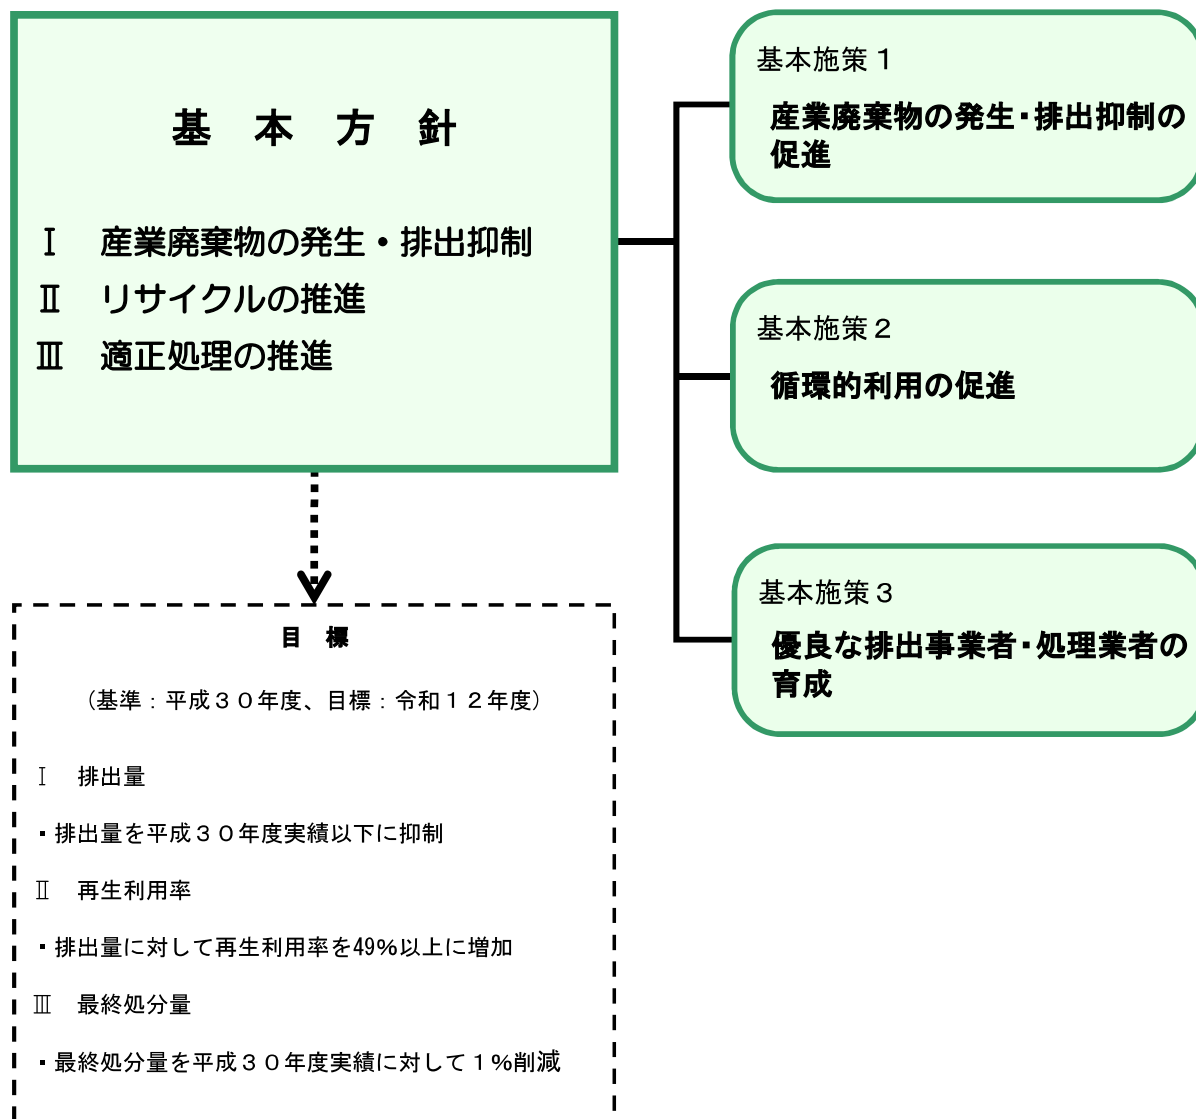 基　本　方　針
Ⅰ　産業廃棄物の発生・排出抑制
Ⅱ　リサイクルの推進
Ⅲ　適正処理の推進
基本施策１
産業廃棄物の発生・排出抑制の
促進
基本施策２
循環的利用の促進
基本施策３
優良な排出事業者・処理業者の
育成
目　標
（基準：平成３０年度、目標：令和１２年度）
Ⅰ　排出量
・排出量を平成３０年度実績以下に抑制
Ⅱ　再生利用率
・排出量に対して再生利用率を49%以上に増加
Ⅲ　最終処分量
・最終処分量を平成３０年度実績に対して１%削減